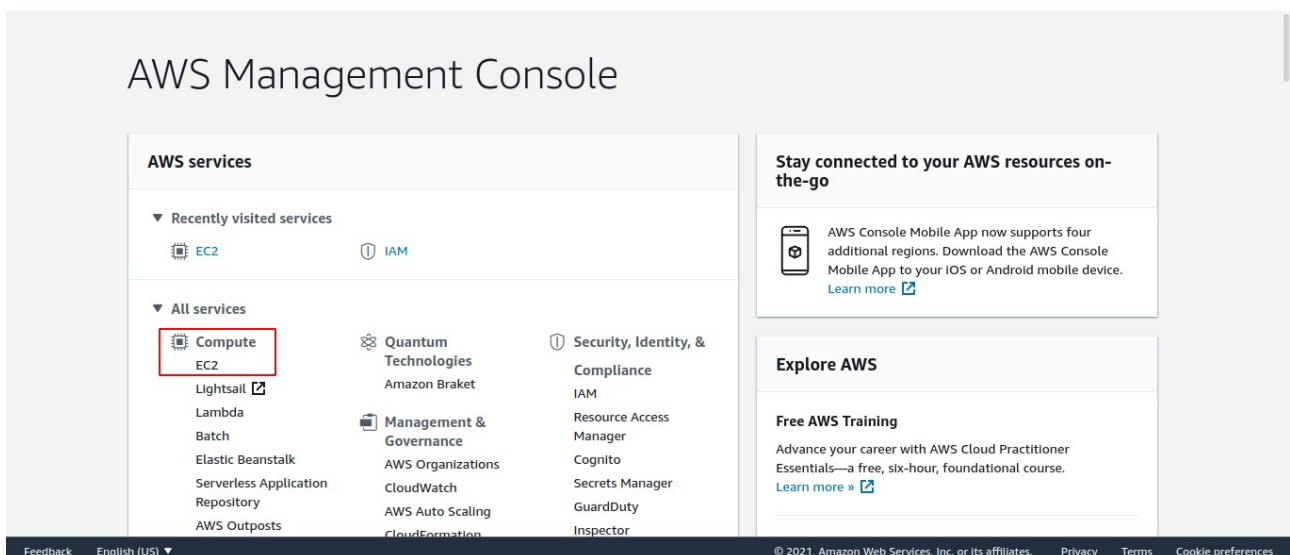 AWS Management Console
AWS services
Recently visited services
EC2
IAM
All services
Compute
EC2
Lightsail
Lambda
Batch
Elastic Beanstalk
Serverless Application
Repository
AWS Outposts
Quantum
Technologies
Amazon Braket
Management &
Governance
AWS Organizations
CloudWatch
AWS Auto Scaling
CloudFormation
Security, Identity, &
Compliance
IAM
Resource Access
Manager
Cognito
Secrets Manager
GuardDuty
Inspector
Stay connected to your AWS resources on-
the-go
AWS Console Mobile App now supports four
additional regions. Download the AWS Console
Mobile App to your iOS or Android mobile device.
Learn more
Explore AWS
Free AWS Training
Advance your career with AWS Cloud Practitioner
Essentials—a free, six-hour, foundational course.
Learn more »
Feedback English (US) © 2021, Amazon Web Services, Inc. or its affiliates. Privacy Terms Cookie preferences